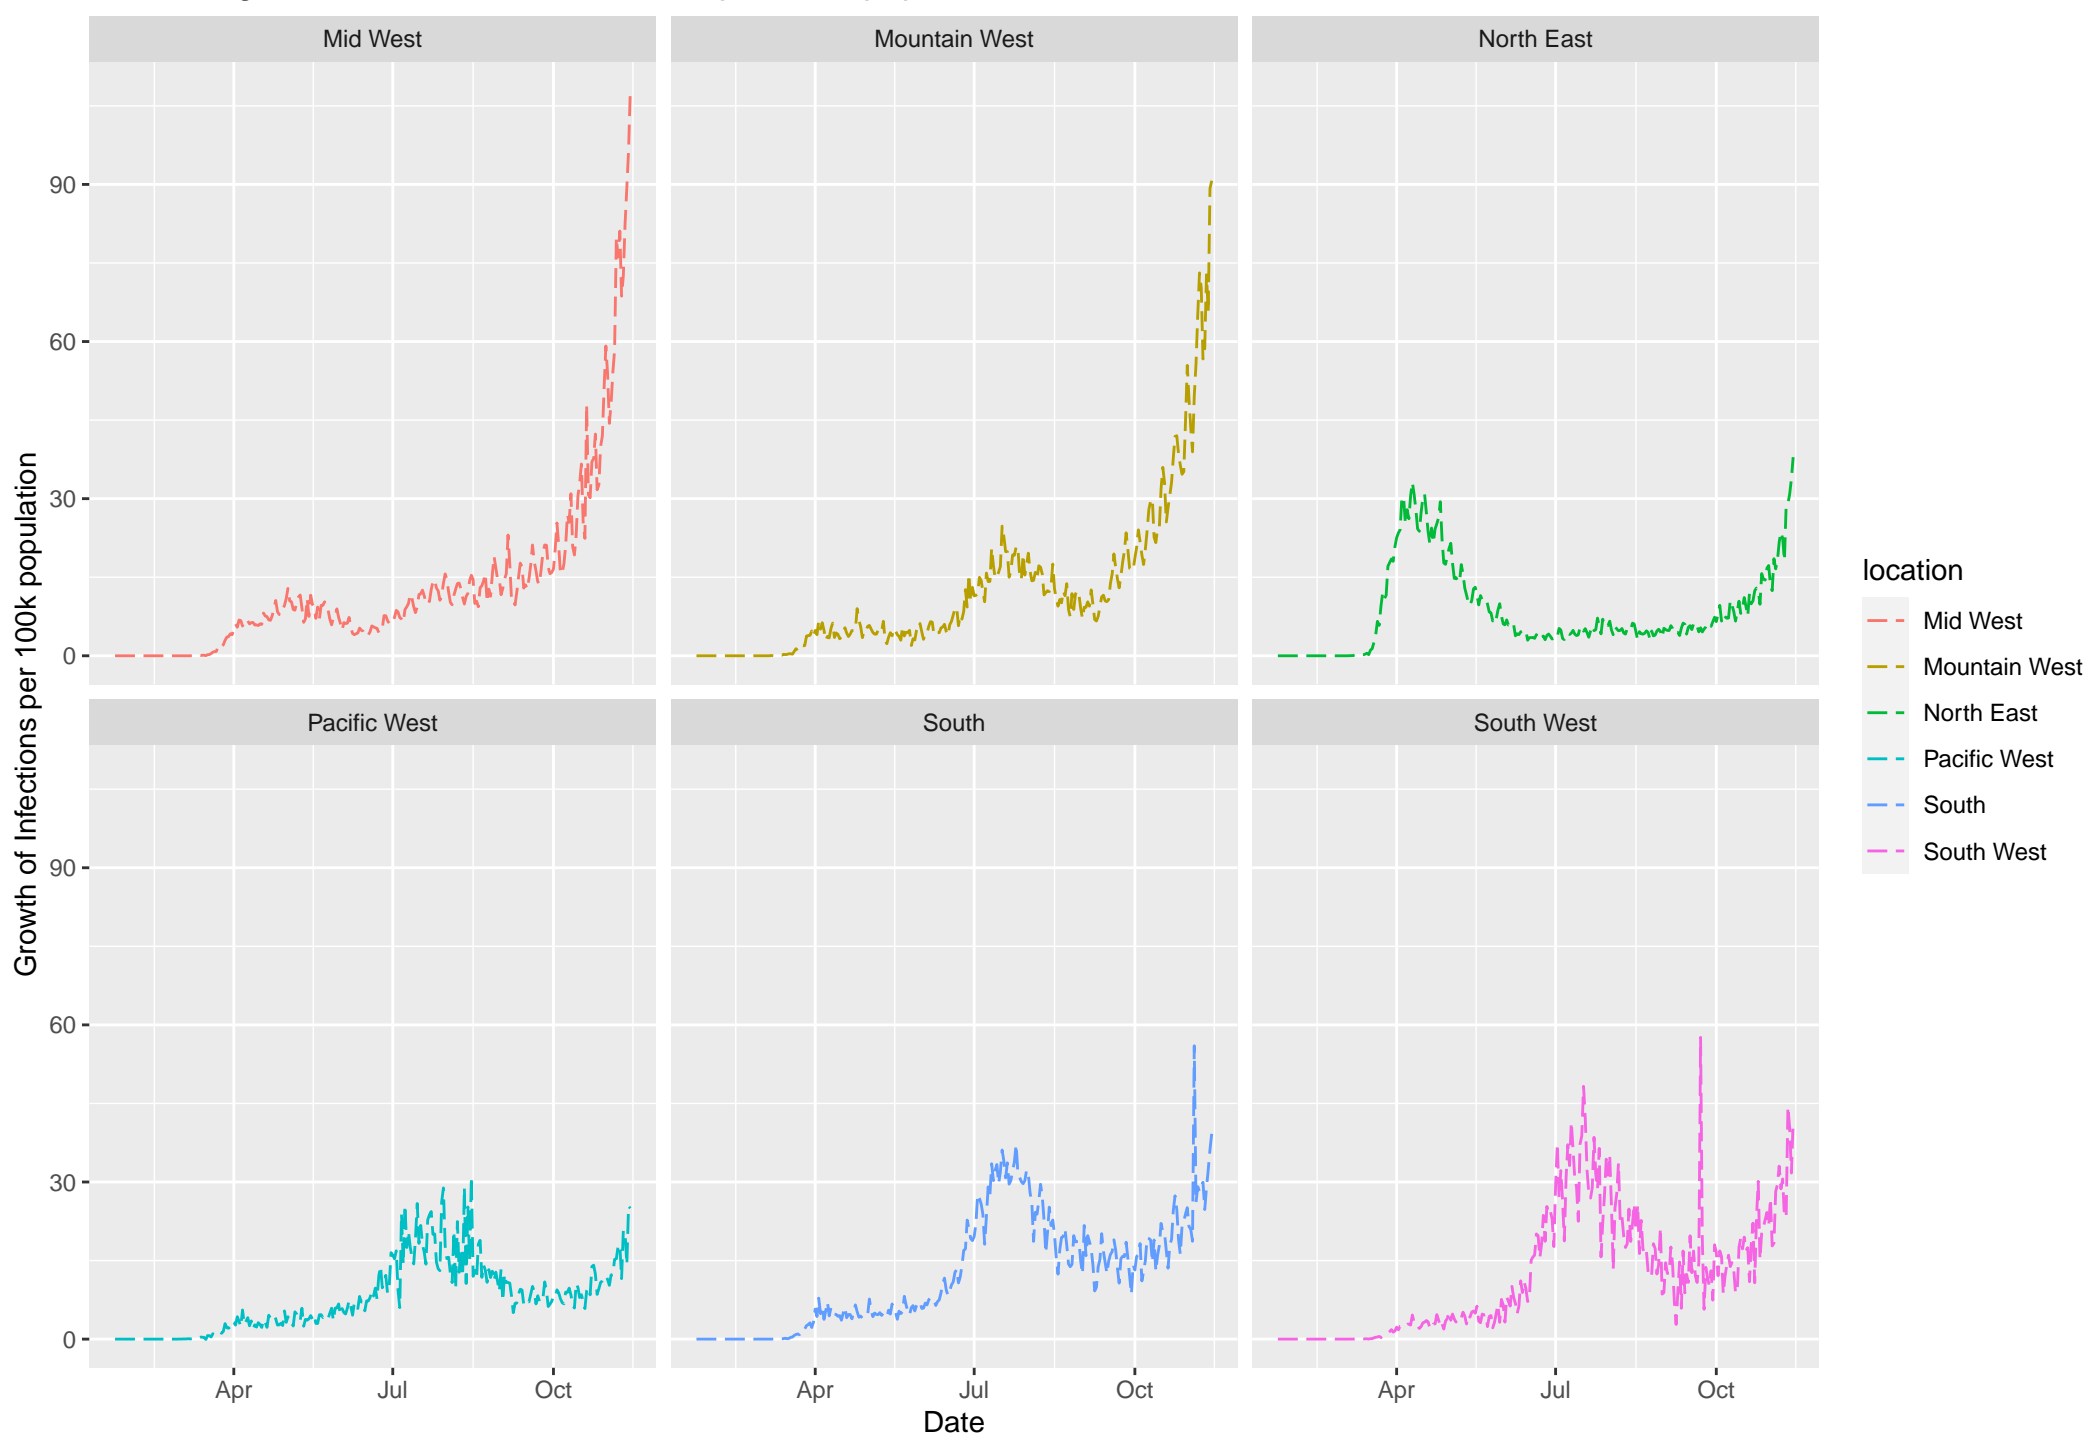 Mid West
Mountain West
North East
90
60
30
0
Pacific West
South
South West
90
60
30
0
Apr
Jul
Oct
Apr
Jul
Oct
Apr
Jul
Oct
Date
Growth of Infections per 100k population
location
Mid West
Mountain West
North East
Pacific West
South
South West